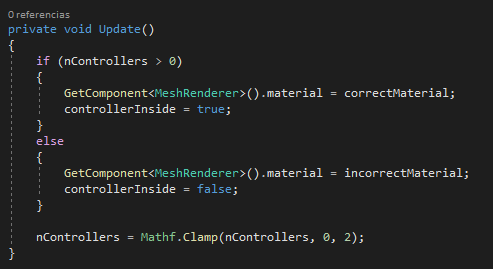 0 referencias
private void Update()
{
    if (nControllers > 0)
    {
        GetComponent<MeshRenderer>().material = correctMaterial;
        controllerInside = true;
    }
    else
    {
        GetComponent<MeshRenderer>().material = incorrectMaterial;
        controllerInside = false;
    }

    nControllers = Mathf.Clamp(nControllers, 0, 2);
}